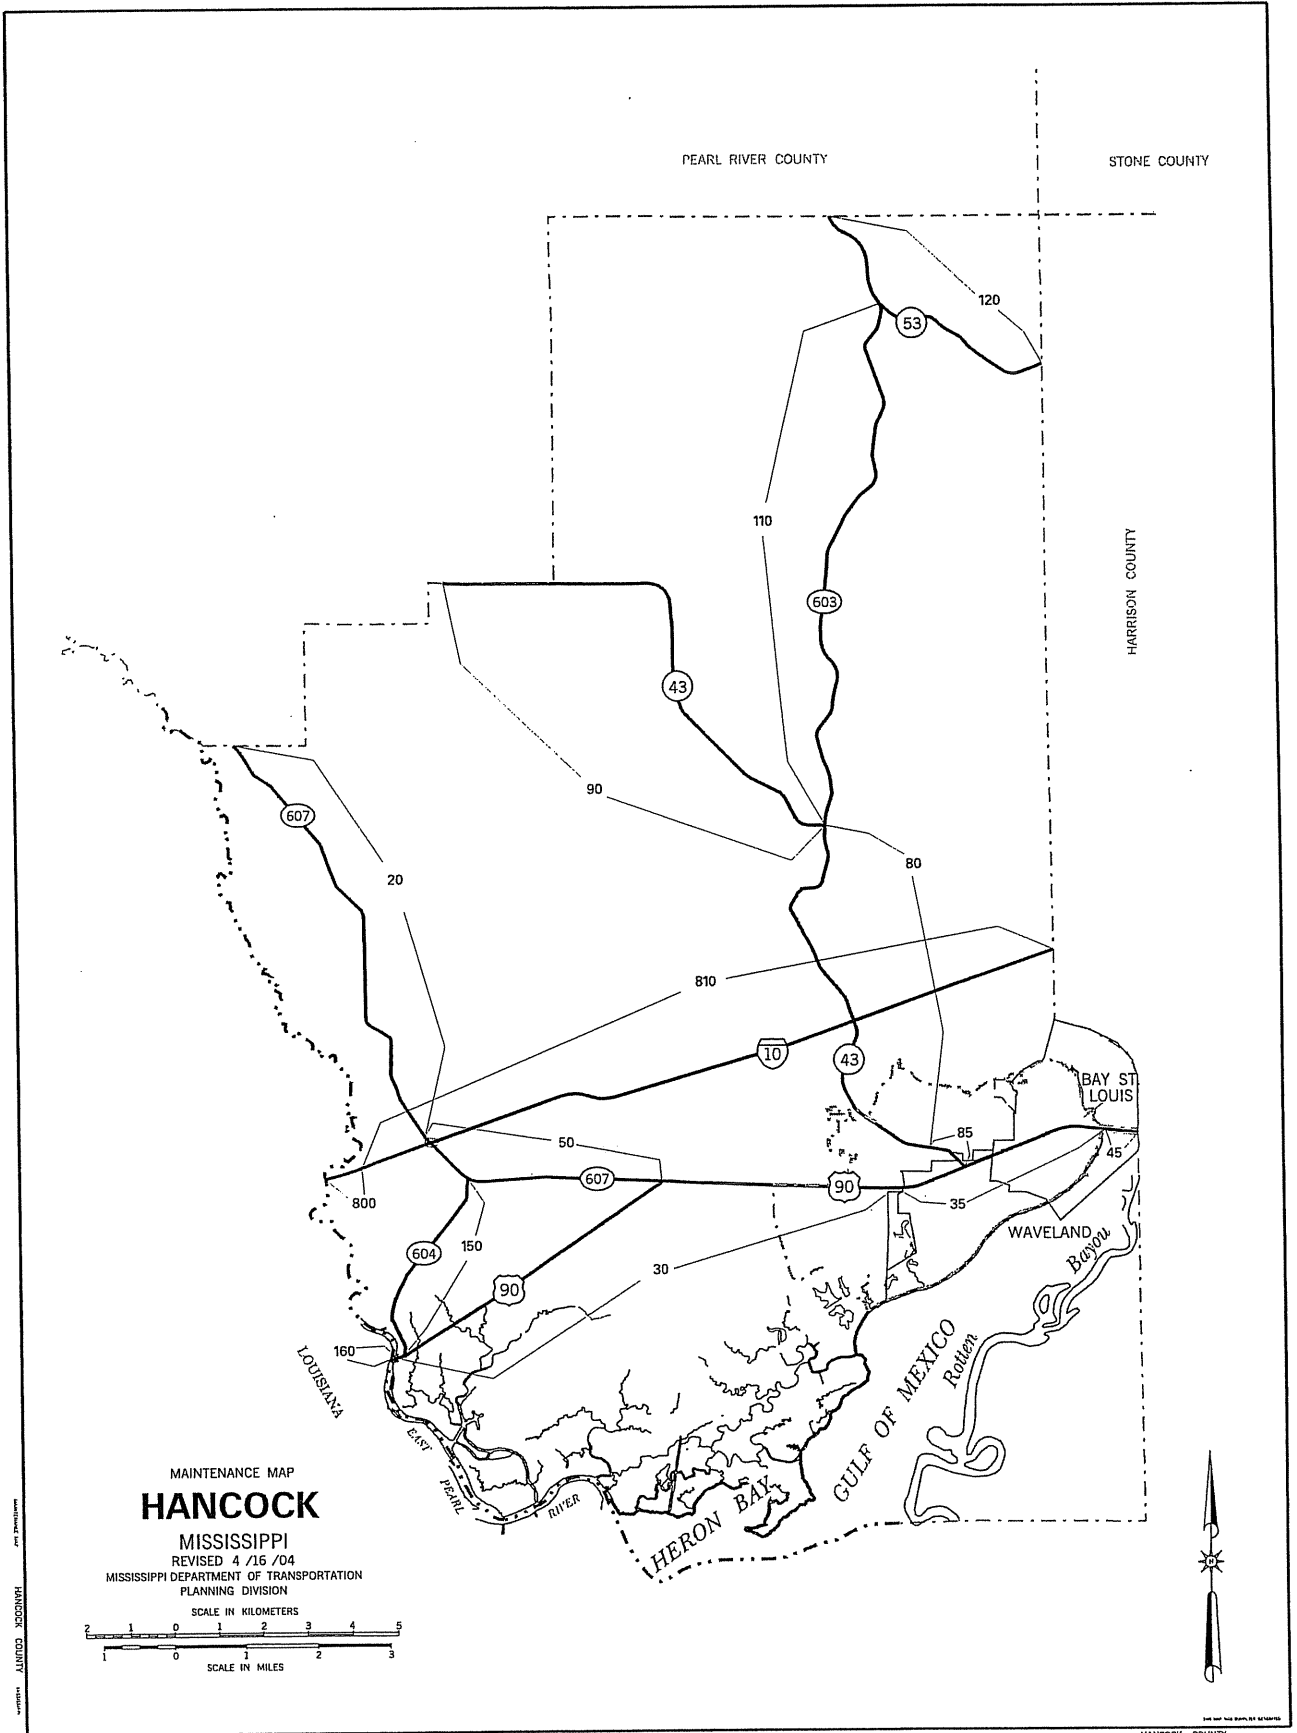 PEARL RIVER COUNTY
STONE COUNTY
120
53
110
HARRISON COUNTY
603
43
90
607
80
20
810
10
43
BAY ST.
LOUIS
85
50
45
607
90
800
35
WAVELAND
150
604
Bayou
30
90
160
LOUISIANA
GULF OF MEXICO
Rotten
EAST
PEARL
RIVER
HERON BAY
MAINTENANCE MAP
HANCOCK
MISSISSIPPI
REVISED 4 /16 /04
MISSISSIPPI DEPARTMENT OF TRANSPORTATION
PLANNING DIVISION
SCALE IN KILOMETERS
2 1 0 1 2 3 4 5
1 0 1 2 3
SCALE IN MILES
N
HANCOCK COUNTY
HANCOCK COUNTY